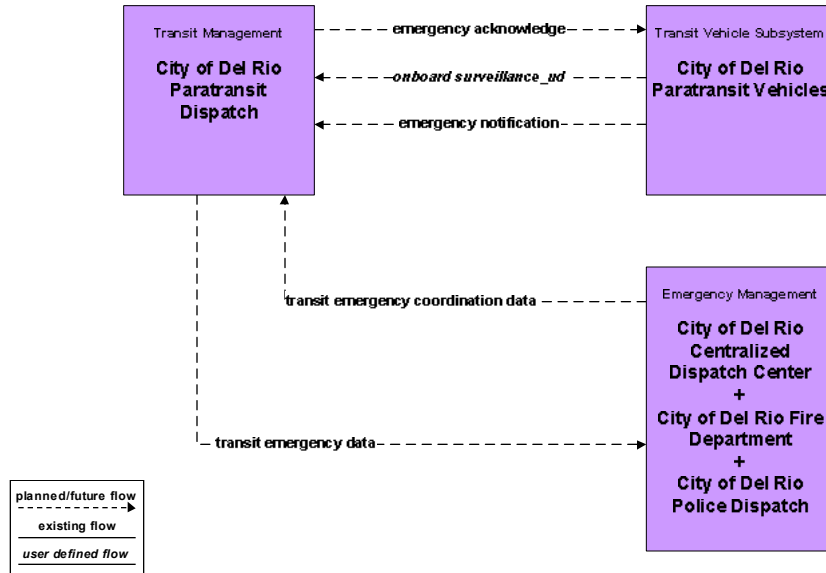 Transit Management
City of Del Rio
Paratransit
Dispatch
emergency acknowledge
onboard surveillance_ud
emergency notification
Transit Vehicle Subsystem
City of Del Rio
Paratransit Vehicles
transit emergency coordination data
transit emergency data
Emergency Management
City of Del Rio
Centralized
Dispatch Center
+
City of Del Rio Fire
Department
+
City of Del Rio
Police Dispatch
planned/future flow
existing flow
user defined flow